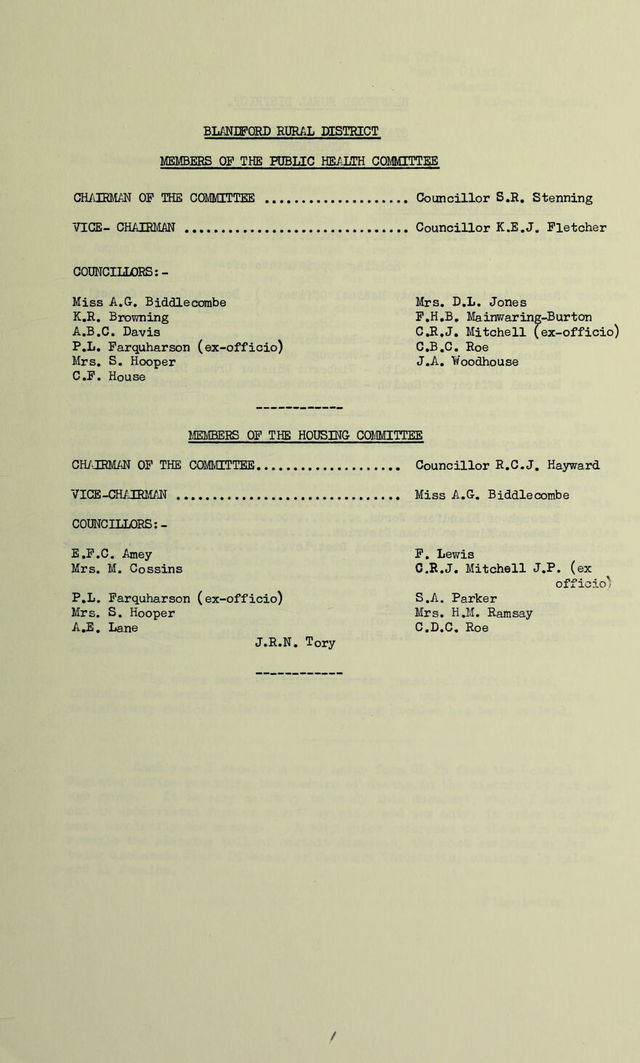 BLANDFORD RURAL DISTRICT
MEMBERS OF THE PUBLIC HEALTH COMMITTEE
CHAIRMAN OF THE COMMITTEE .................... Councillor S.R. Stenning
VICE- CHAIRMAN ............................... Councillor K.E.J. Fletcher
COUNCILLORS:-
Miss A.G. Biddlecombe Mrs. D.L. Jones
K.R. Browning F.H.B. Mainwaring-Burton
A.B.C. Davis C.R.J. Mitchell (ex-officio)
P.L. Farquharson (ex-officio) C.B.C. Roe
Mrs. S. Hooper J.A. Woodhouse
C.F. House
------------
MEMBERS OF THE HOUSING COMMITTEE
CHAIRMAN OF THE COMMITTEE.................... Councillor R.C.J. Hayward
VICE-CHAIRMAN ............................... Miss A.G. Biddlecombe
COUNCILLORS:-
E.F.C. Amey F. Lewis
Mrs. M. Cossins C.R.J. Mitchell J.P. (ex
officio)
P.L. Farquharson (ex-officio) S.A. Parker
Mrs. S. Hooper Mrs. H.M. Ramsay
A.E. Lane C.D.C. Roe
J.R.N. Tory
------------